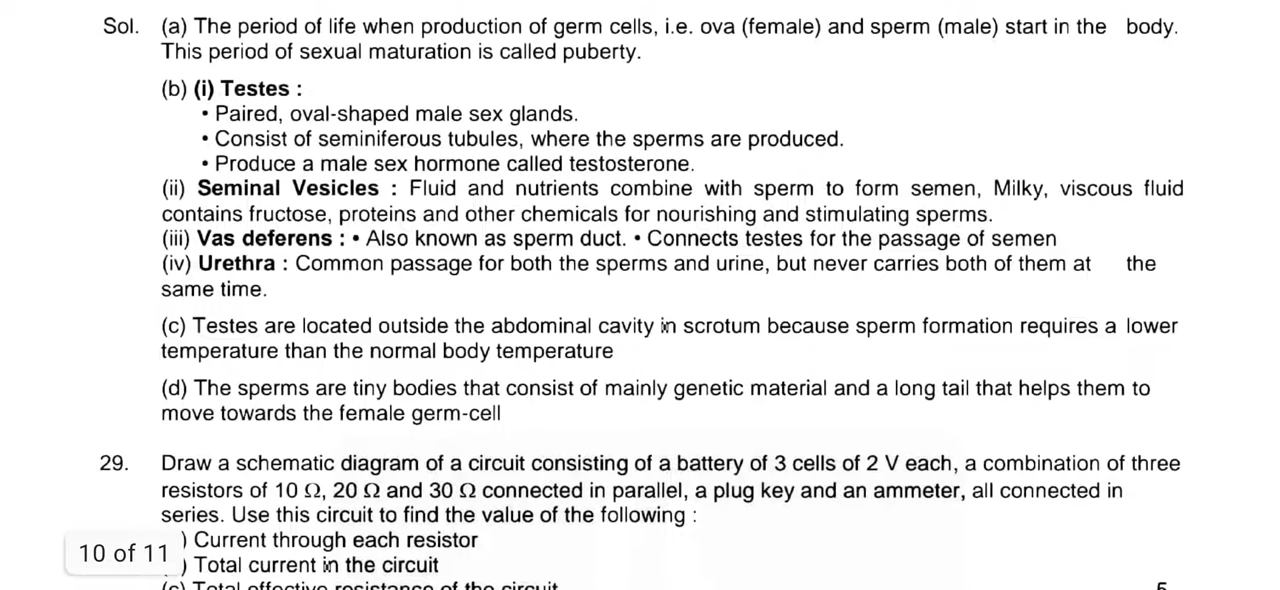 Sol. (a) The period of life when production of germ cells, i.e. ova (female) and sperm (male) start in the body.
This period of sexual maturation is called puberty.
(b) (i) Testes :
• Paired, oval-shaped male sex glands.
• Consist of seminiferous tubules, where the sperms are produced.
• Produce a male sex hormone called testosterone.
(ii) Seminal Vesicles : Fluid and nutrients combine with sperm to form semen, Milky, viscous fluid
contains fructose, proteins and other chemicals for nourishing and stimulating sperms.
(iii) Vas deferens : • Also known as sperm duct. • Connects testes for the passage of semen
(iv) Urethra : Common passage for both the sperms and urine, but never carries both of them at the
same time.
(c) Testes are located outside the abdominal cavity in scrotum because sperm formation requires a lower
temperature than the normal body temperature
(d) The sperms are tiny bodies that consist of mainly genetic material and a long tail that helps them to
move towards the female germ-cell
29. Draw a schematic diagram of a circuit consisting of a battery of 3 cells of 2 V each, a combination of three
resistors of 10 Ω, 20 Ω and 30 Ω connected in parallel, a plug key and an ammeter, all connected in
series. Use this circuit to find the value of the following :
) Current through each resistor
10 of 11
) Total current in the circuit
(c) Total effective resistance of the circuit 5